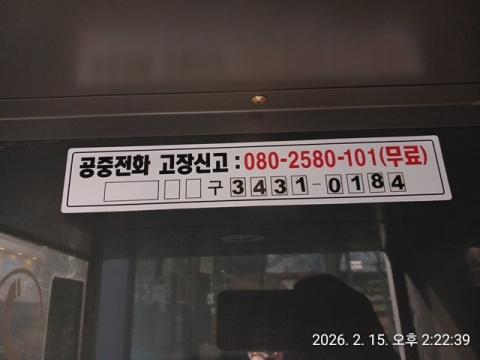 공중전화 고장신고 : 080-2580-101(무료)
구 3431-0184
2026. 2. 15. 오후 2:22:39